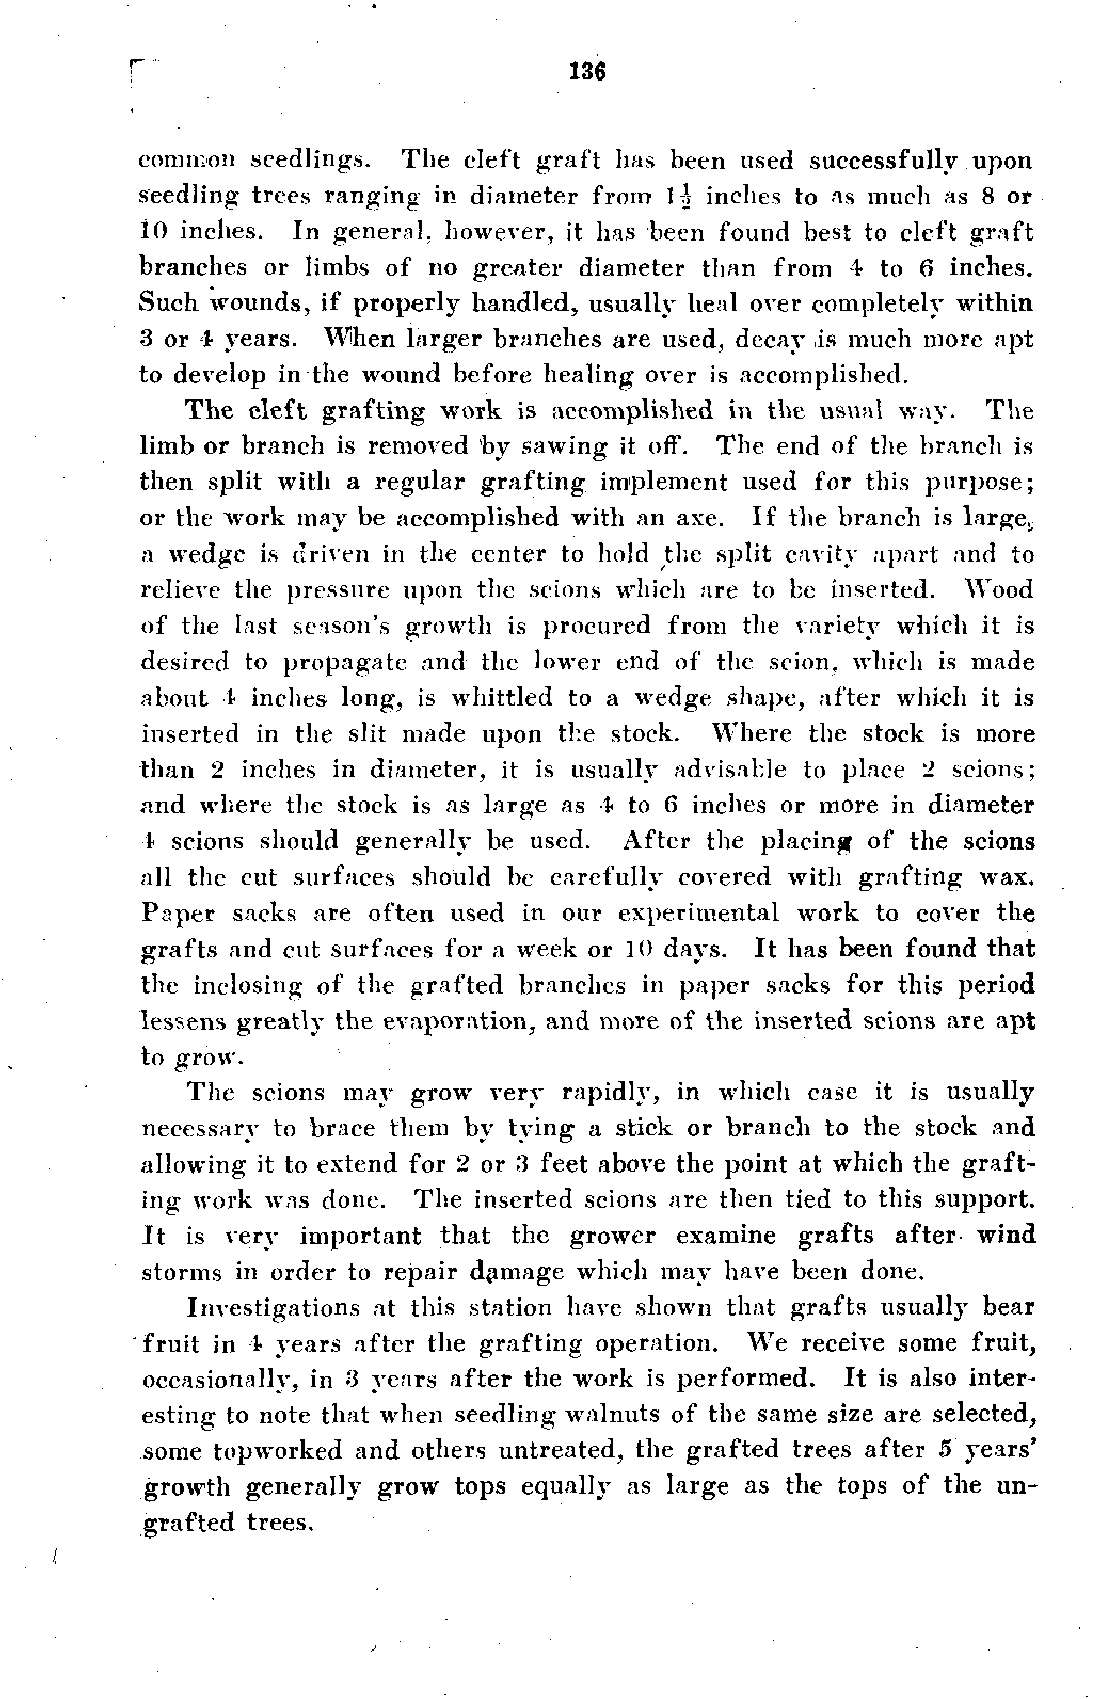 136
common seedlings. The cleft graft has been used successfully upon
seedling trees ranging in diameter from 1½ inches to as much as 8 or
10 inches. In general, however, it has been found best to cleft graft
branches or limbs of no greater diameter than from 4 to 6 inches.
Such wounds, if properly handled, usually heal over completely within
3 or 4 years. When larger branches are used, decay is much more apt
to develop in the wound before healing over is accomplished.
The cleft grafting work is accomplished in the usual way. The
limb or branch is removed by sawing it off. The end of the branch is
then split with a regular grafting implement used for this purpose;
or the work may be accomplished with an axe. If the branch is large,
a wedge is driven in the center to hold the split cavity apart and to
relieve the pressure upon the scions which are to be inserted. Wood
of the last season's growth is procured from the variety which it is
desired to propagate and the lower end of the scion, which is made
about 4 inches long, is whittled to a wedge shape, after which it is
inserted in the slit made upon the stock. Where the stock is more
than 2 inches in diameter, it is usually advisable to place 2 scions;
and where the stock is as large as 4 to 6 inches or more in diameter
4 scions should generally be used. After the placing of the scions
all the cut surfaces should be carefully covered with grafting wax.
Paper sacks are often used in our experimental work to cover the
grafts and cut surfaces for a week or 10 days. It has been found that
the inclosing of the grafted branches in paper sacks for this period
lessens greatly the evaporation, and more of the inserted scions are apt
to grow.
The scions may grow very rapidly, in which case it is usually
necessary to brace them by tying a stick or branch to the stock and
allowing it to extend for 2 or 3 feet above the point at which the graft-
ing work was done. The inserted scions are then tied to this support.
It is very important that the grower examine grafts after wind
storms in order to repair damage which may have been done.
Investigations at this station have shown that grafts usually bear
fruit in 4 years after the grafting operation. We receive some fruit,
occasionally, in 3 years after the work is performed. It is also inter-
esting to note that when seedling walnuts of the same size are selected,
some topworked and others untreated, the grafted trees after 5 years'
growth generally grow tops equally as large as the tops of the un-
grafted trees.